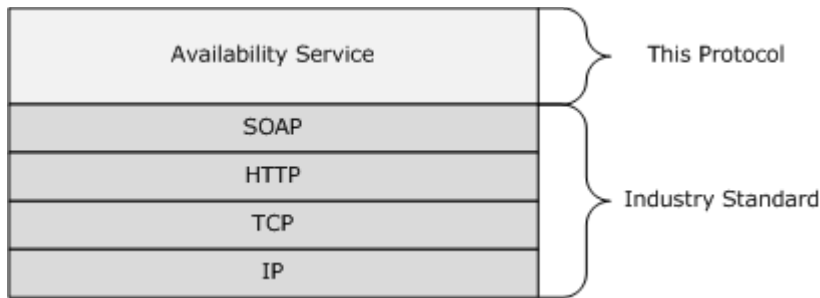 Availability Service
This Protocol
SOAP
HTTP
TCP
IP
Industry Standard